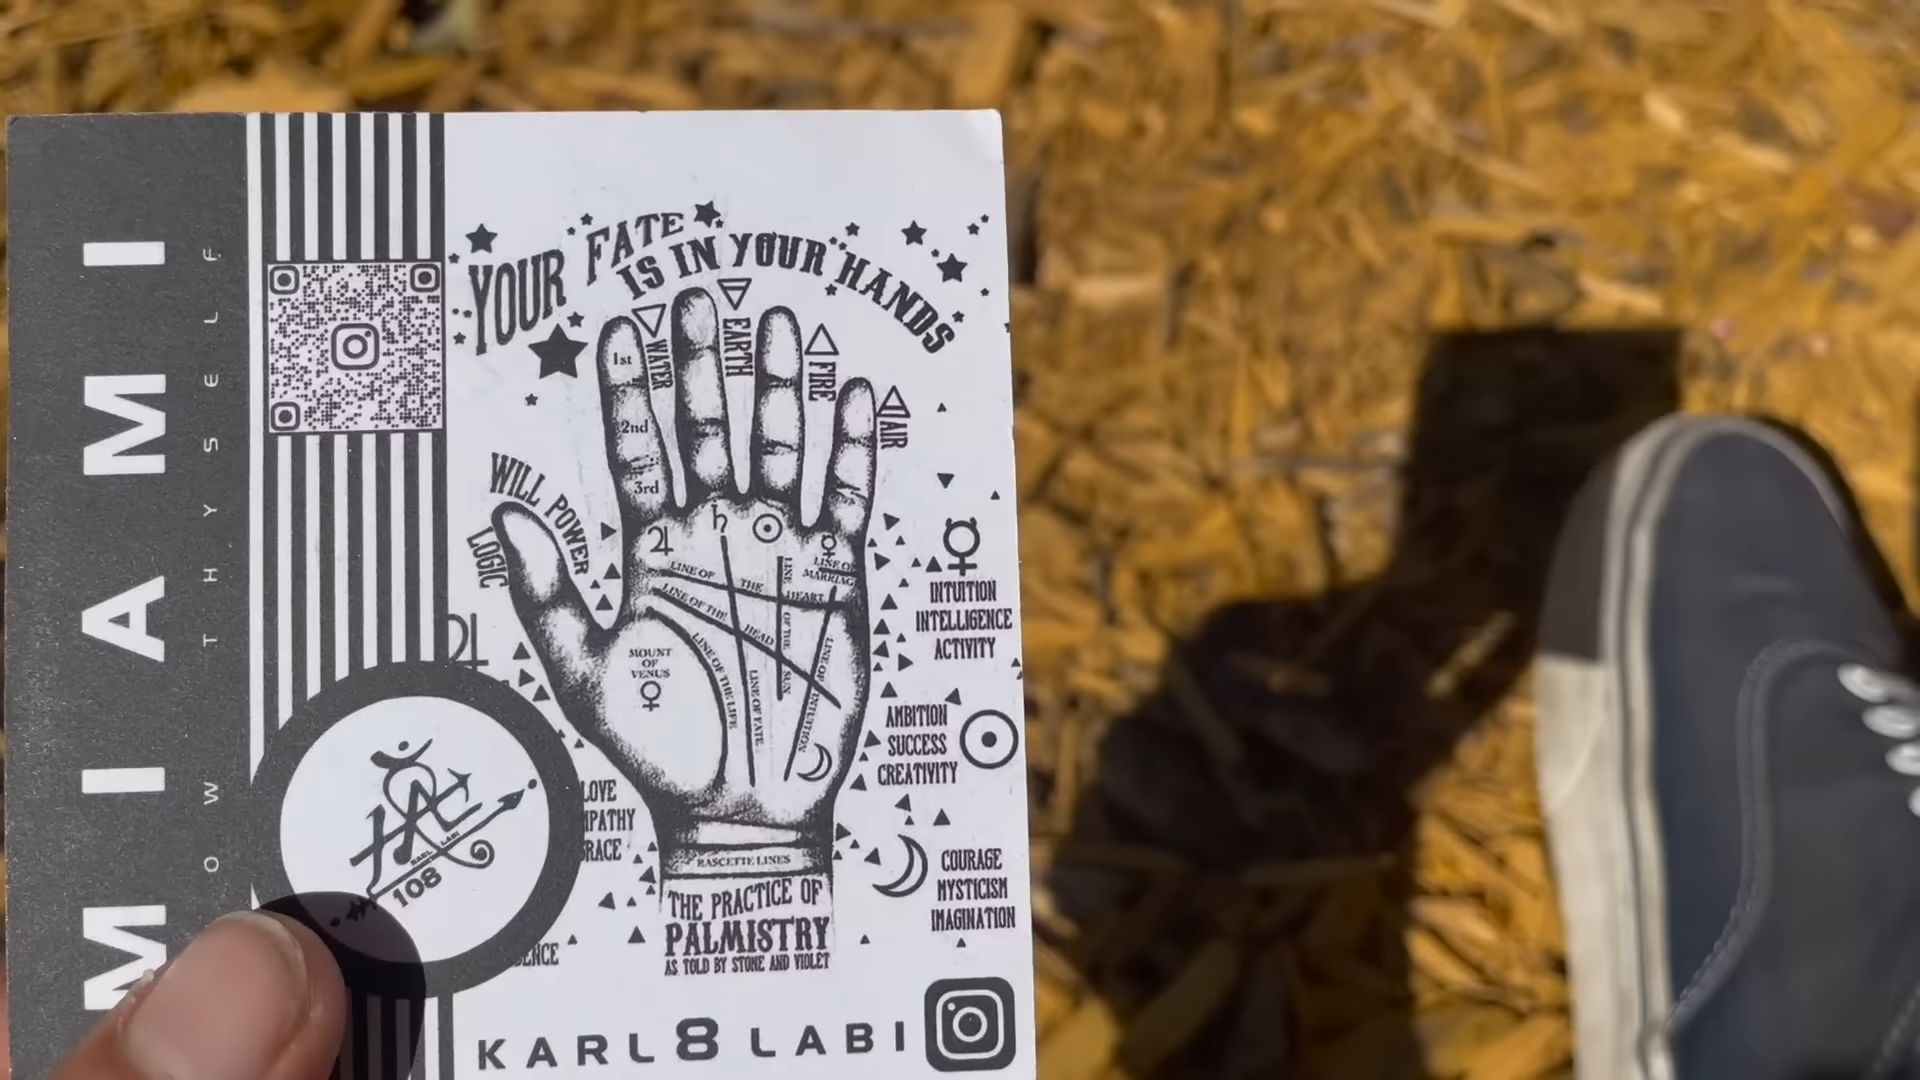 MIAMI
OW THYSELF
YOUR FATE
IS IN YOUR HANDS
WATER
EARTH
FIRE
AIR
1st
2nd
3rd
WILL POWER
LOGIC
LINE OF THE HEART
LINE OF THE HEAD
LINE OF THE LIFE
LINE OF FATE
LINE OF THE SUN
LINE OF INTUITION
LINE OF
MARRIAG
MOUNT
OF
VENUS
INTUITION
INTELLIGENCE
ACTIVITY
AMBITION
SUCCESS
CREATIVITY
COURAGE
MYSTICISM
IMAGINATION
LOVE
MPATHY
RACE
ENCE
RASCETTE LINES
THE PRACTICE OF
PALMISTRY
AS TOLD BY STONE AND VIOLET
KARL LABI
108
KARL8LABI